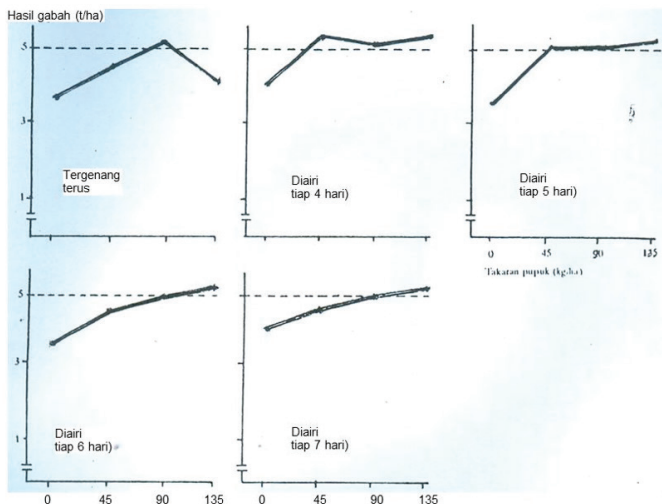 Hasil gabah (t/ha)
5
3
1
Tergenang
terus
Diairi
tiap 4 hari)
Diairi
tiap 5 hari)
0
45
90
135
Takaran pupuk (kg/ha)
5
3
1
Diairi
tiap 6 hari)
0
45
90
135
Diairi
tiap 7 hari)
0
45
90
135